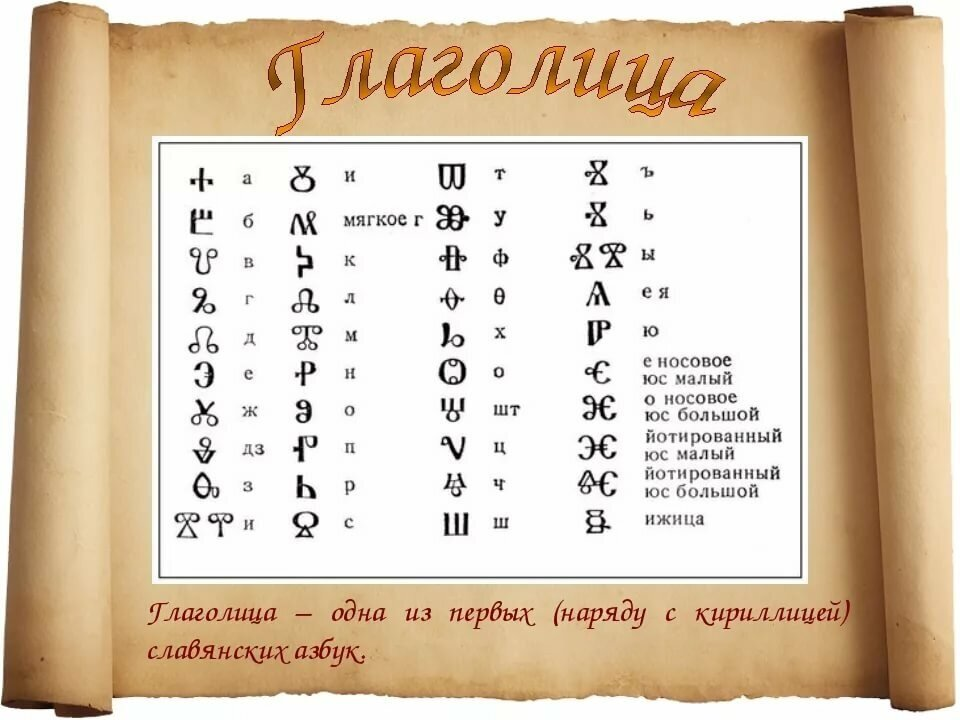 Глаголица
Ⰰ а Ⰻ и Ⱅ т Ⱏ ъ
Ⰱ б Ⰼ мягкое г Ⱆ у Ⱐ ь
Ⰲ в Ⰽ к Ⱇ ф ⰟⰊ ы
Ⰳ г Ⰾ л Ⱚ θ Ⱑ е я
Ⰴ д Ⰿ м Ⱈ х Ⱓ ю
Ⰵ е Ⱀ н Ⱉ о Ⱔ е носовое
юс малый
Ⰶ ж Ⱁ о Ⱋ шт Ⱘ о носовое
юс большой
Ⰷ дз Ⱂ п Ⱌ ц Ⱗ йотированный
юс малый
Ⰸ з Ⱃ р Ⱍ ч Ⱙ йотированный
юс большой
Ⰺ Ⰹ и Ⱄ с Ⱎ ш Ⱛ ижица
Глаголица – одна из первых (наряду с кириллицей)
славянских азбук.